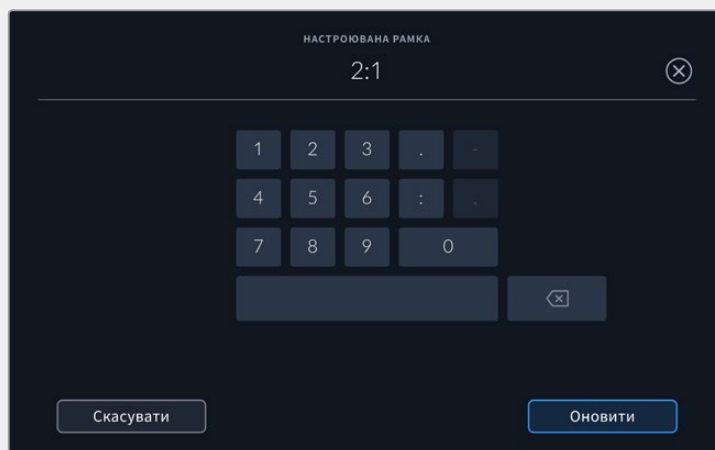 НАСТРОЮВАНА РАМКА
2:1
1 2 3 . -
4 5 6 : ,
7 8 9 0
Скасувати Оновити